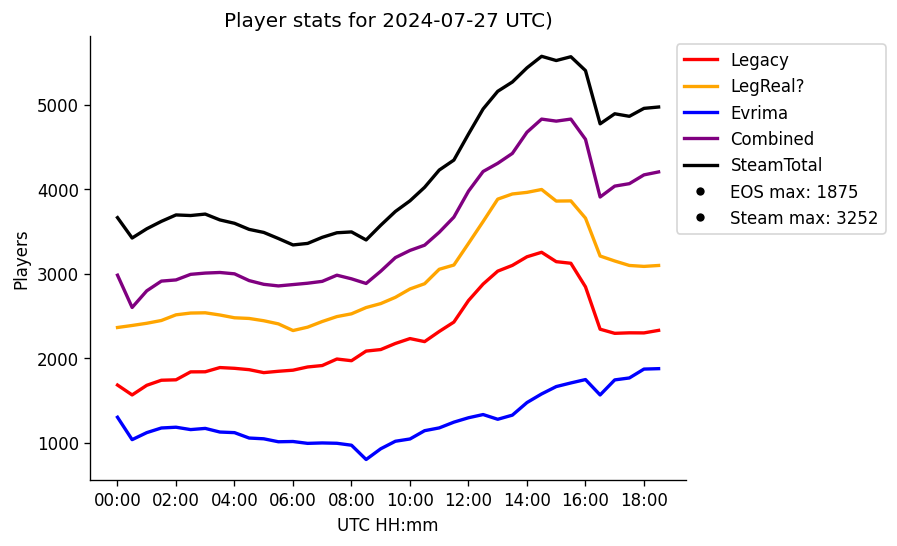 Player stats for 2024-07-27 UTC)
Legacy
LegReal?
Evrima
Combined
SteamTotal
EOS max: 1875
Steam max: 3252
Players
5000
4000
3000
2000
1000
00:00 02:00 04:00 06:00 08:00 10:00 12:00 14:00 16:00 18:00
UTC HH:mm